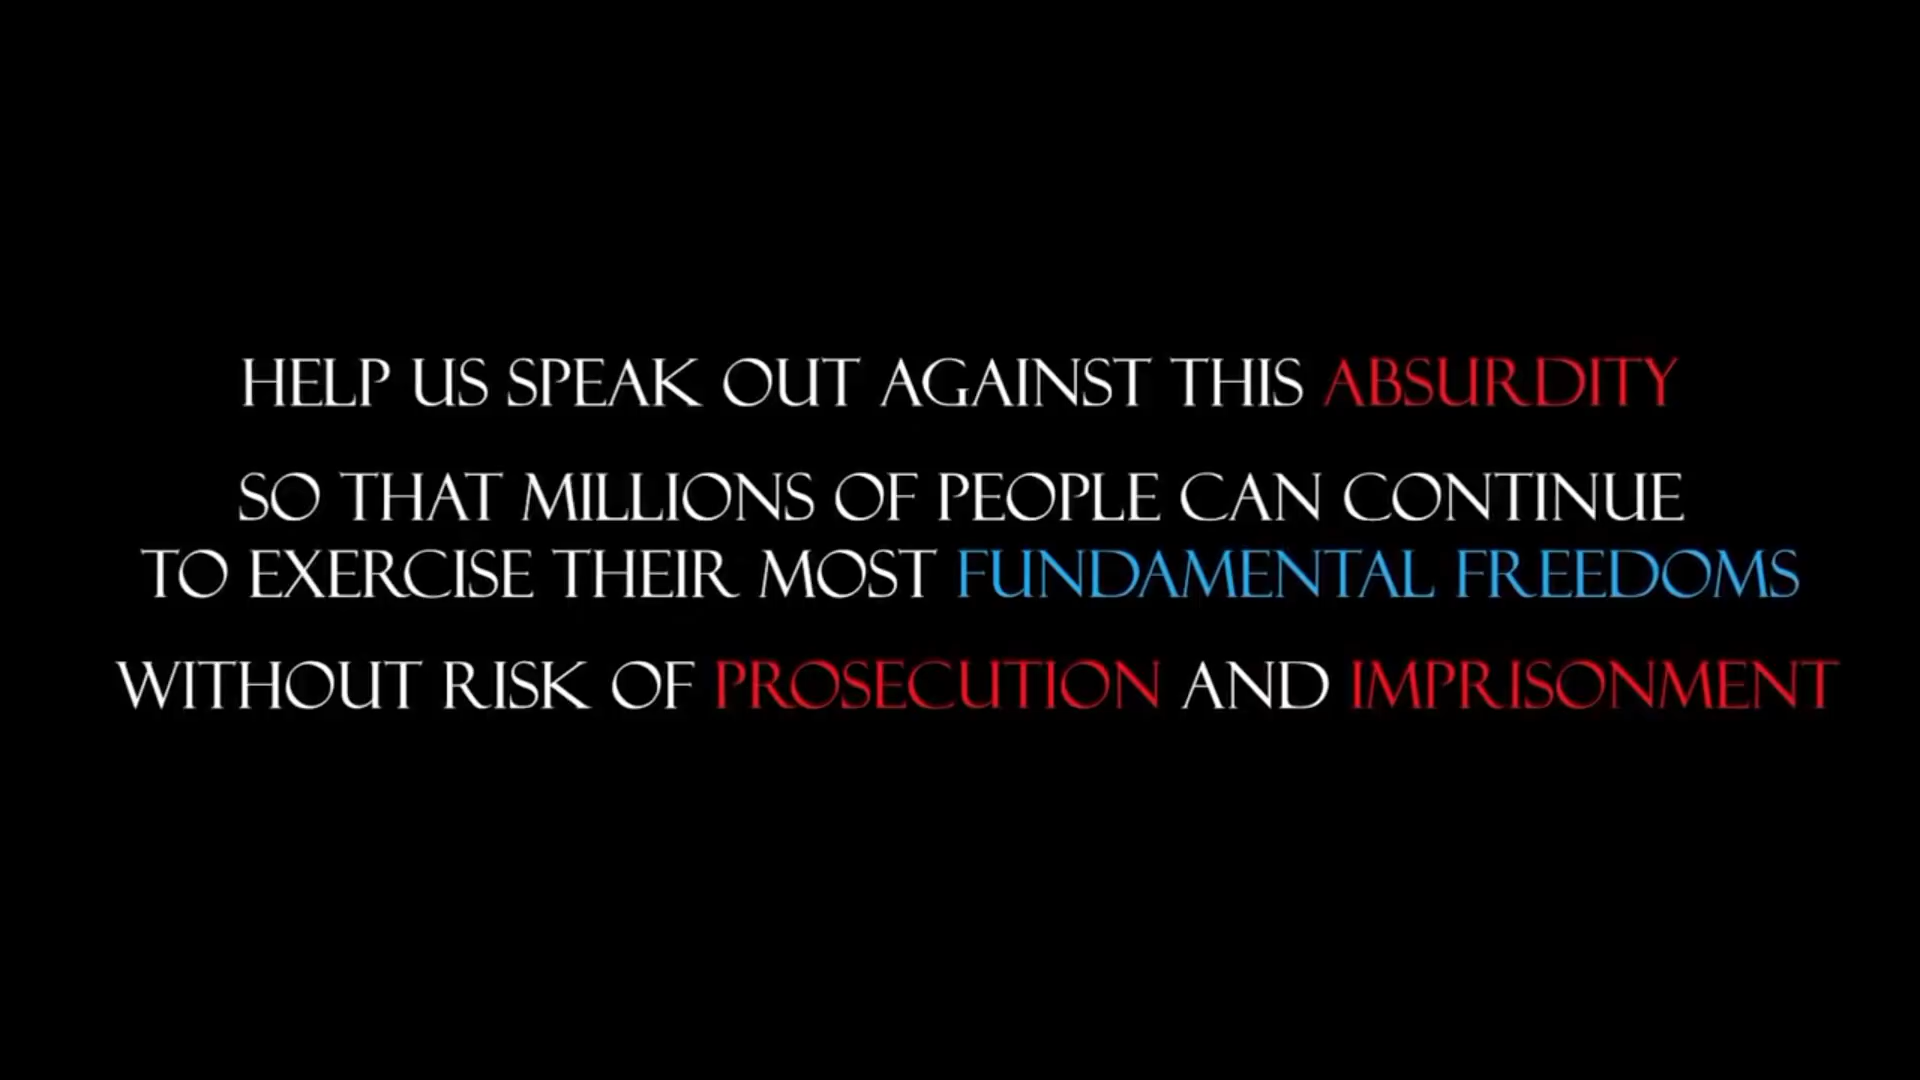 HELP US SPEAK OUT AGAINST THIS ABSURDITY
SO THAT MILLIONS OF PEOPLE CAN CONTINUE
TO EXERCISE THEIR MOST FUNDAMENTAL FREEDOMS
WITHOUT RISK OF PROSECUTION AND IMPRISONMENT